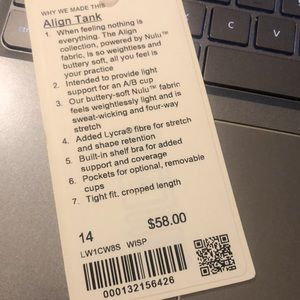 WHY WE MADE THIS
Align Tank
1. When feeling nothing is
everything. The Align
collection, powered by Nulu™
fabric, is so weightless and
buttery soft, all you feel is
your practice
2. Intended to provide light
support for an A/B cup
3. Our buttery-soft Nulu™ fabric
feels weightlessly light and is
sweat-wicking and four-way
stretch
4. Added Lycra® fibre for stretch
and shape retention
5. Built-in shelf bra for added
support and coverage
6. Pockets for optional, removable
cups
7. Tight fit, cropped length
14 $58.00
LW1CW8S WISP
000132156426